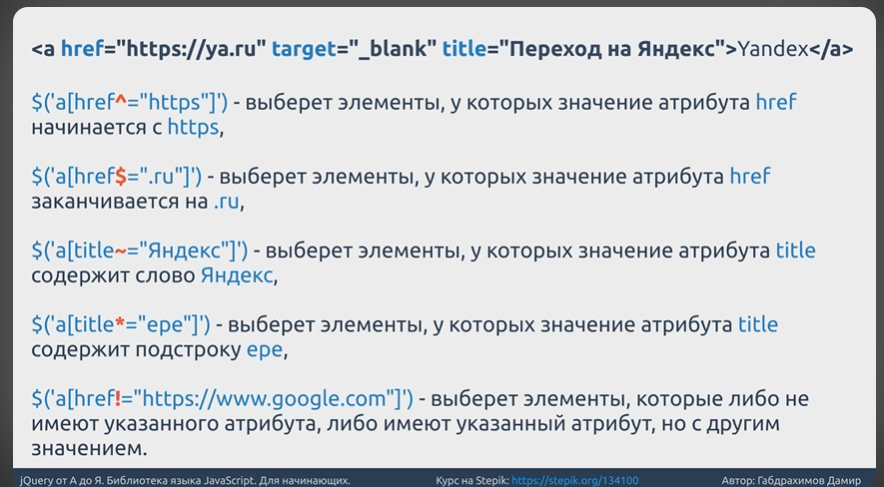 <a href="https://ya.ru" target="_blank" title="Переход на Яндекс">Yandex</a>
$('a[href^="https"]') - выберет элементы, у которых значение атрибута href
начинается с https,
$('a[href$=".ru"]') - выберет элементы, у которых значение атрибута href
заканчивается на .ru,
$('a[title~="Яндекс"]') - выберет элементы, у которых значение атрибута title
содержит слово Яндекс,
$('a[title*="ере"]') - выберет элементы, у которых значение атрибута title
содержит подстроку ере,
$('a[href!="https://www.google.com"]') - выберет элементы, которые либо не
имеют указанного атрибута, либо имеют указанный атрибут, но с другим
значением.
jQuery от А до Я. Библиотека языка JavaScript. Для начинающих. Курс на Stepik: https://stepik.org/134100 Автор: Габдрахимов Дамир